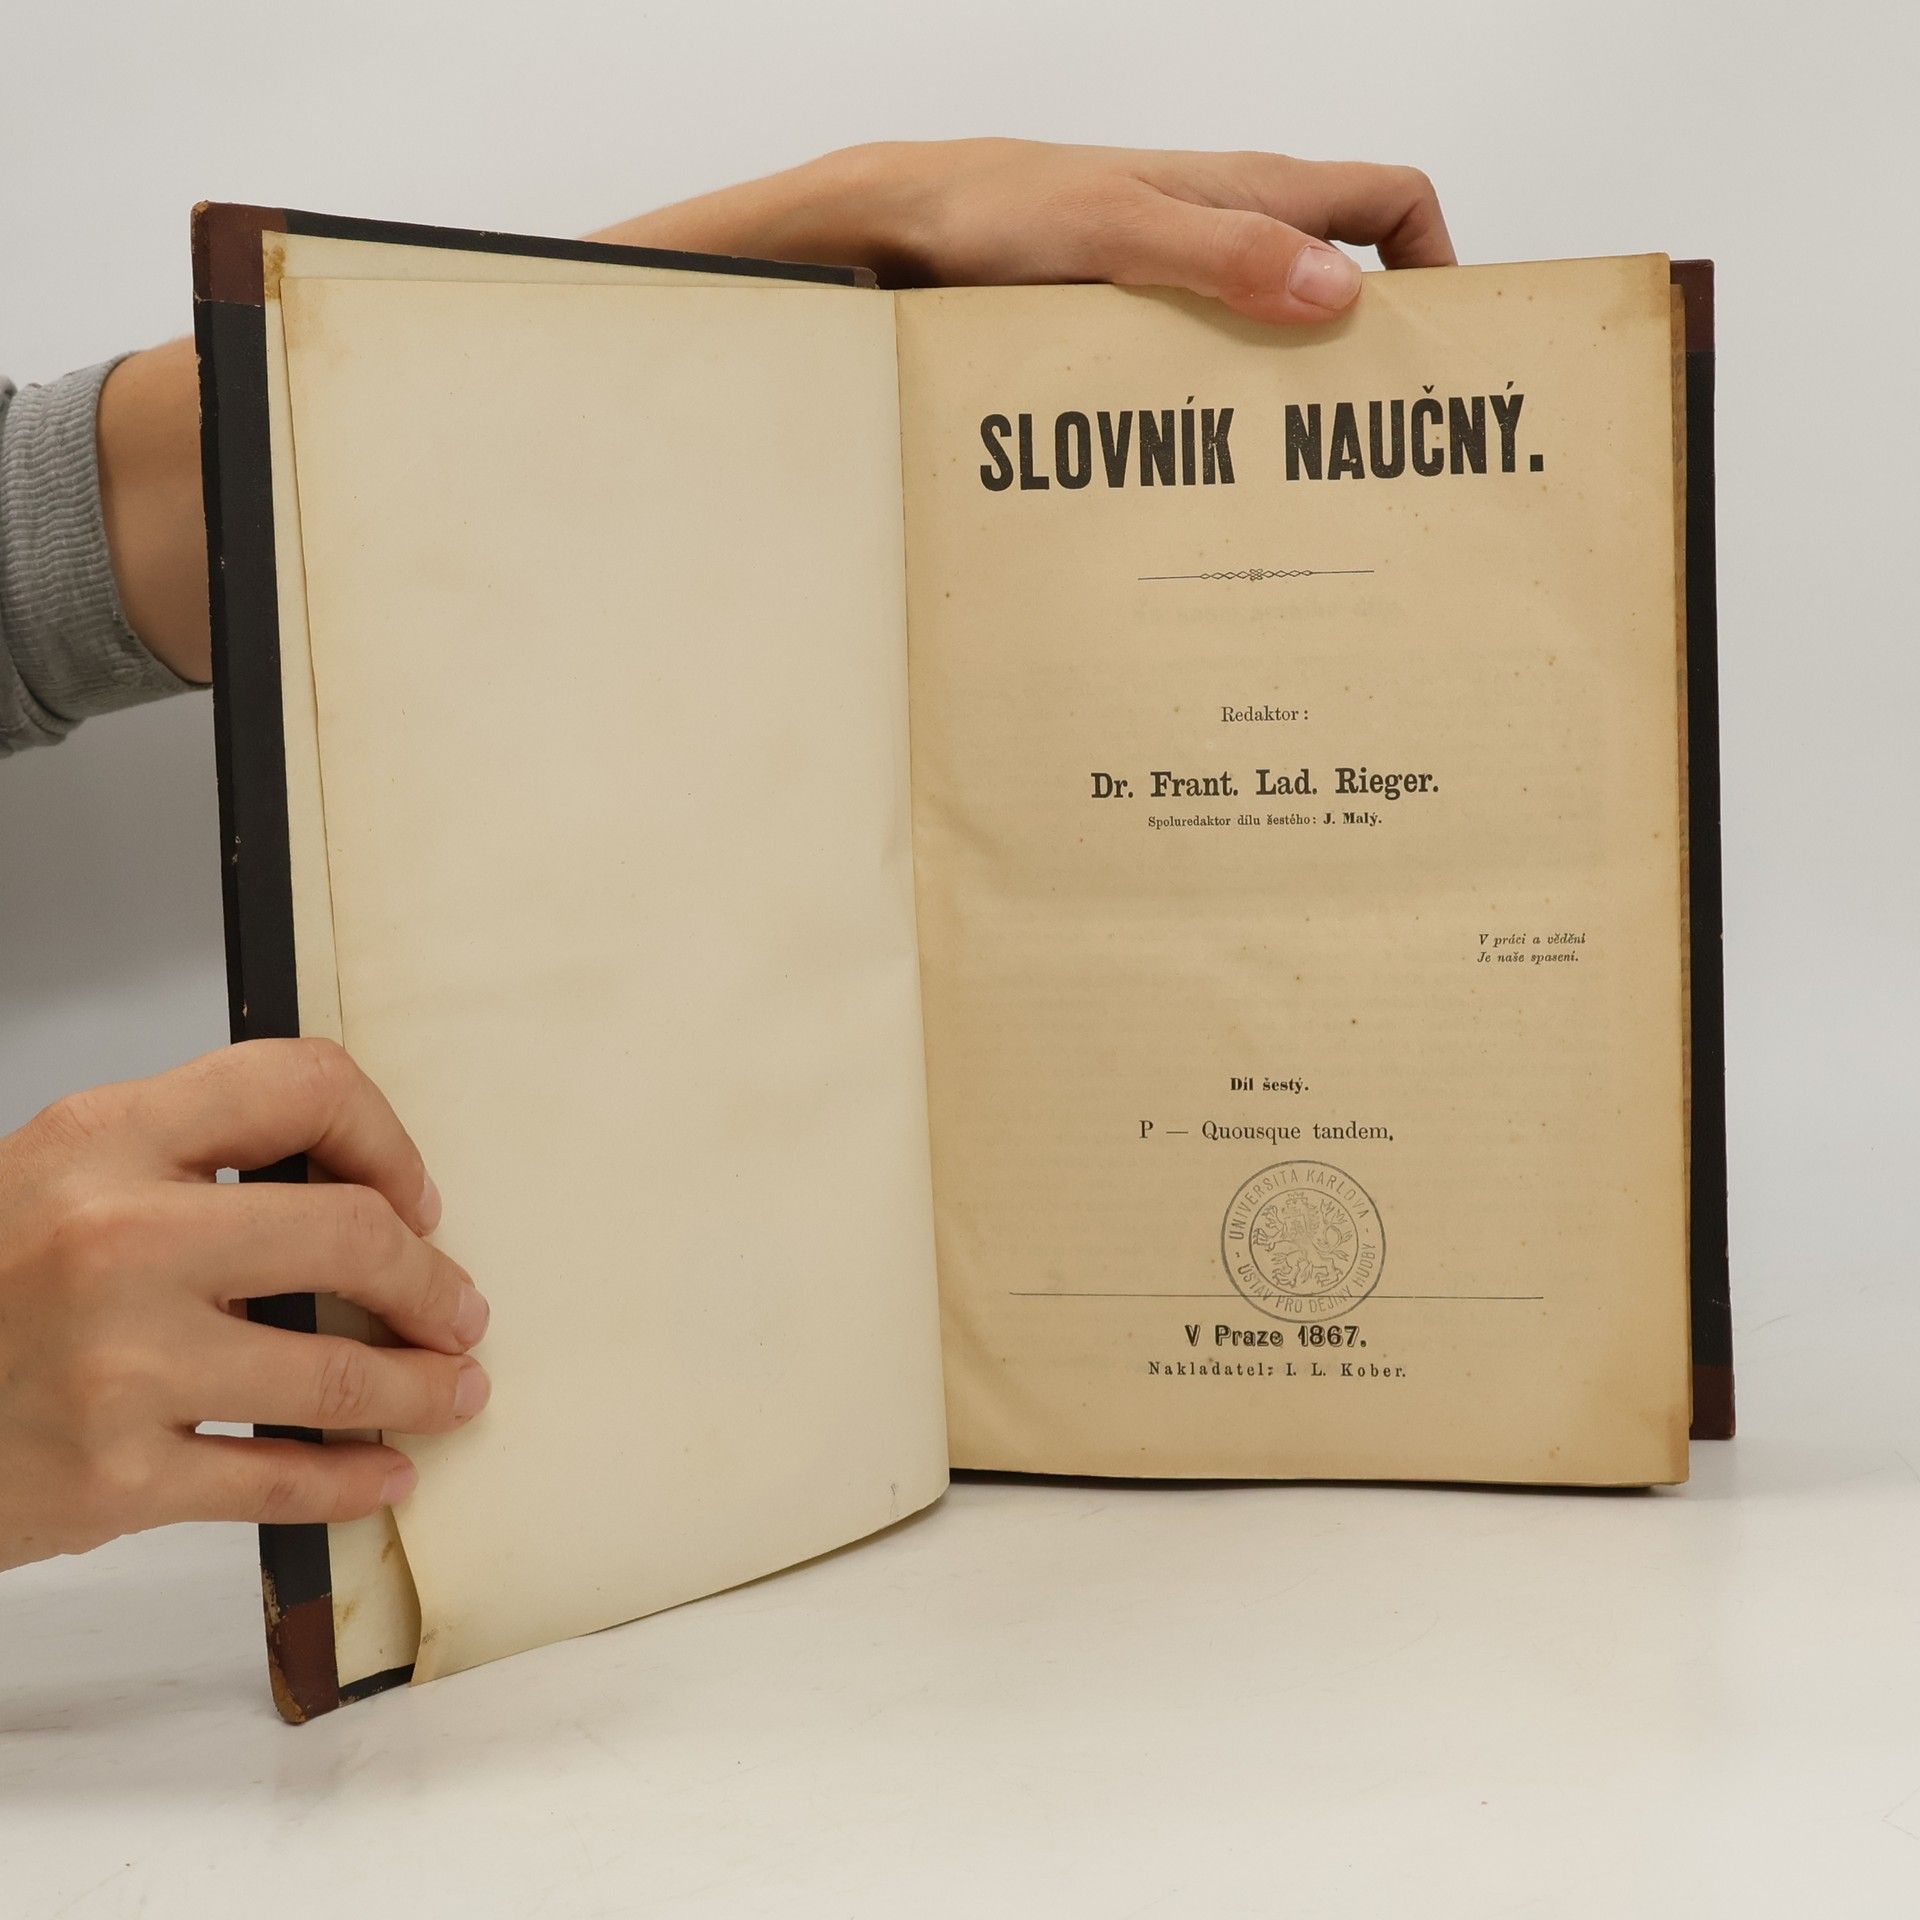 SLOVNÍK NAUČNÝ.
Redaktor:
Dr. Frant. Lad. Rieger.
Spoluredaktor dílu šestého: J. Malý.
V práci a vědění
Je naše spasení.
Díl šestý.
P — Quousque tandem.
UNIVERSITA KARLOVA - ÚSTAV PRO DĚJINY HUDBY -
V Praze 1867.
Nakladatel: I. L. Kober.